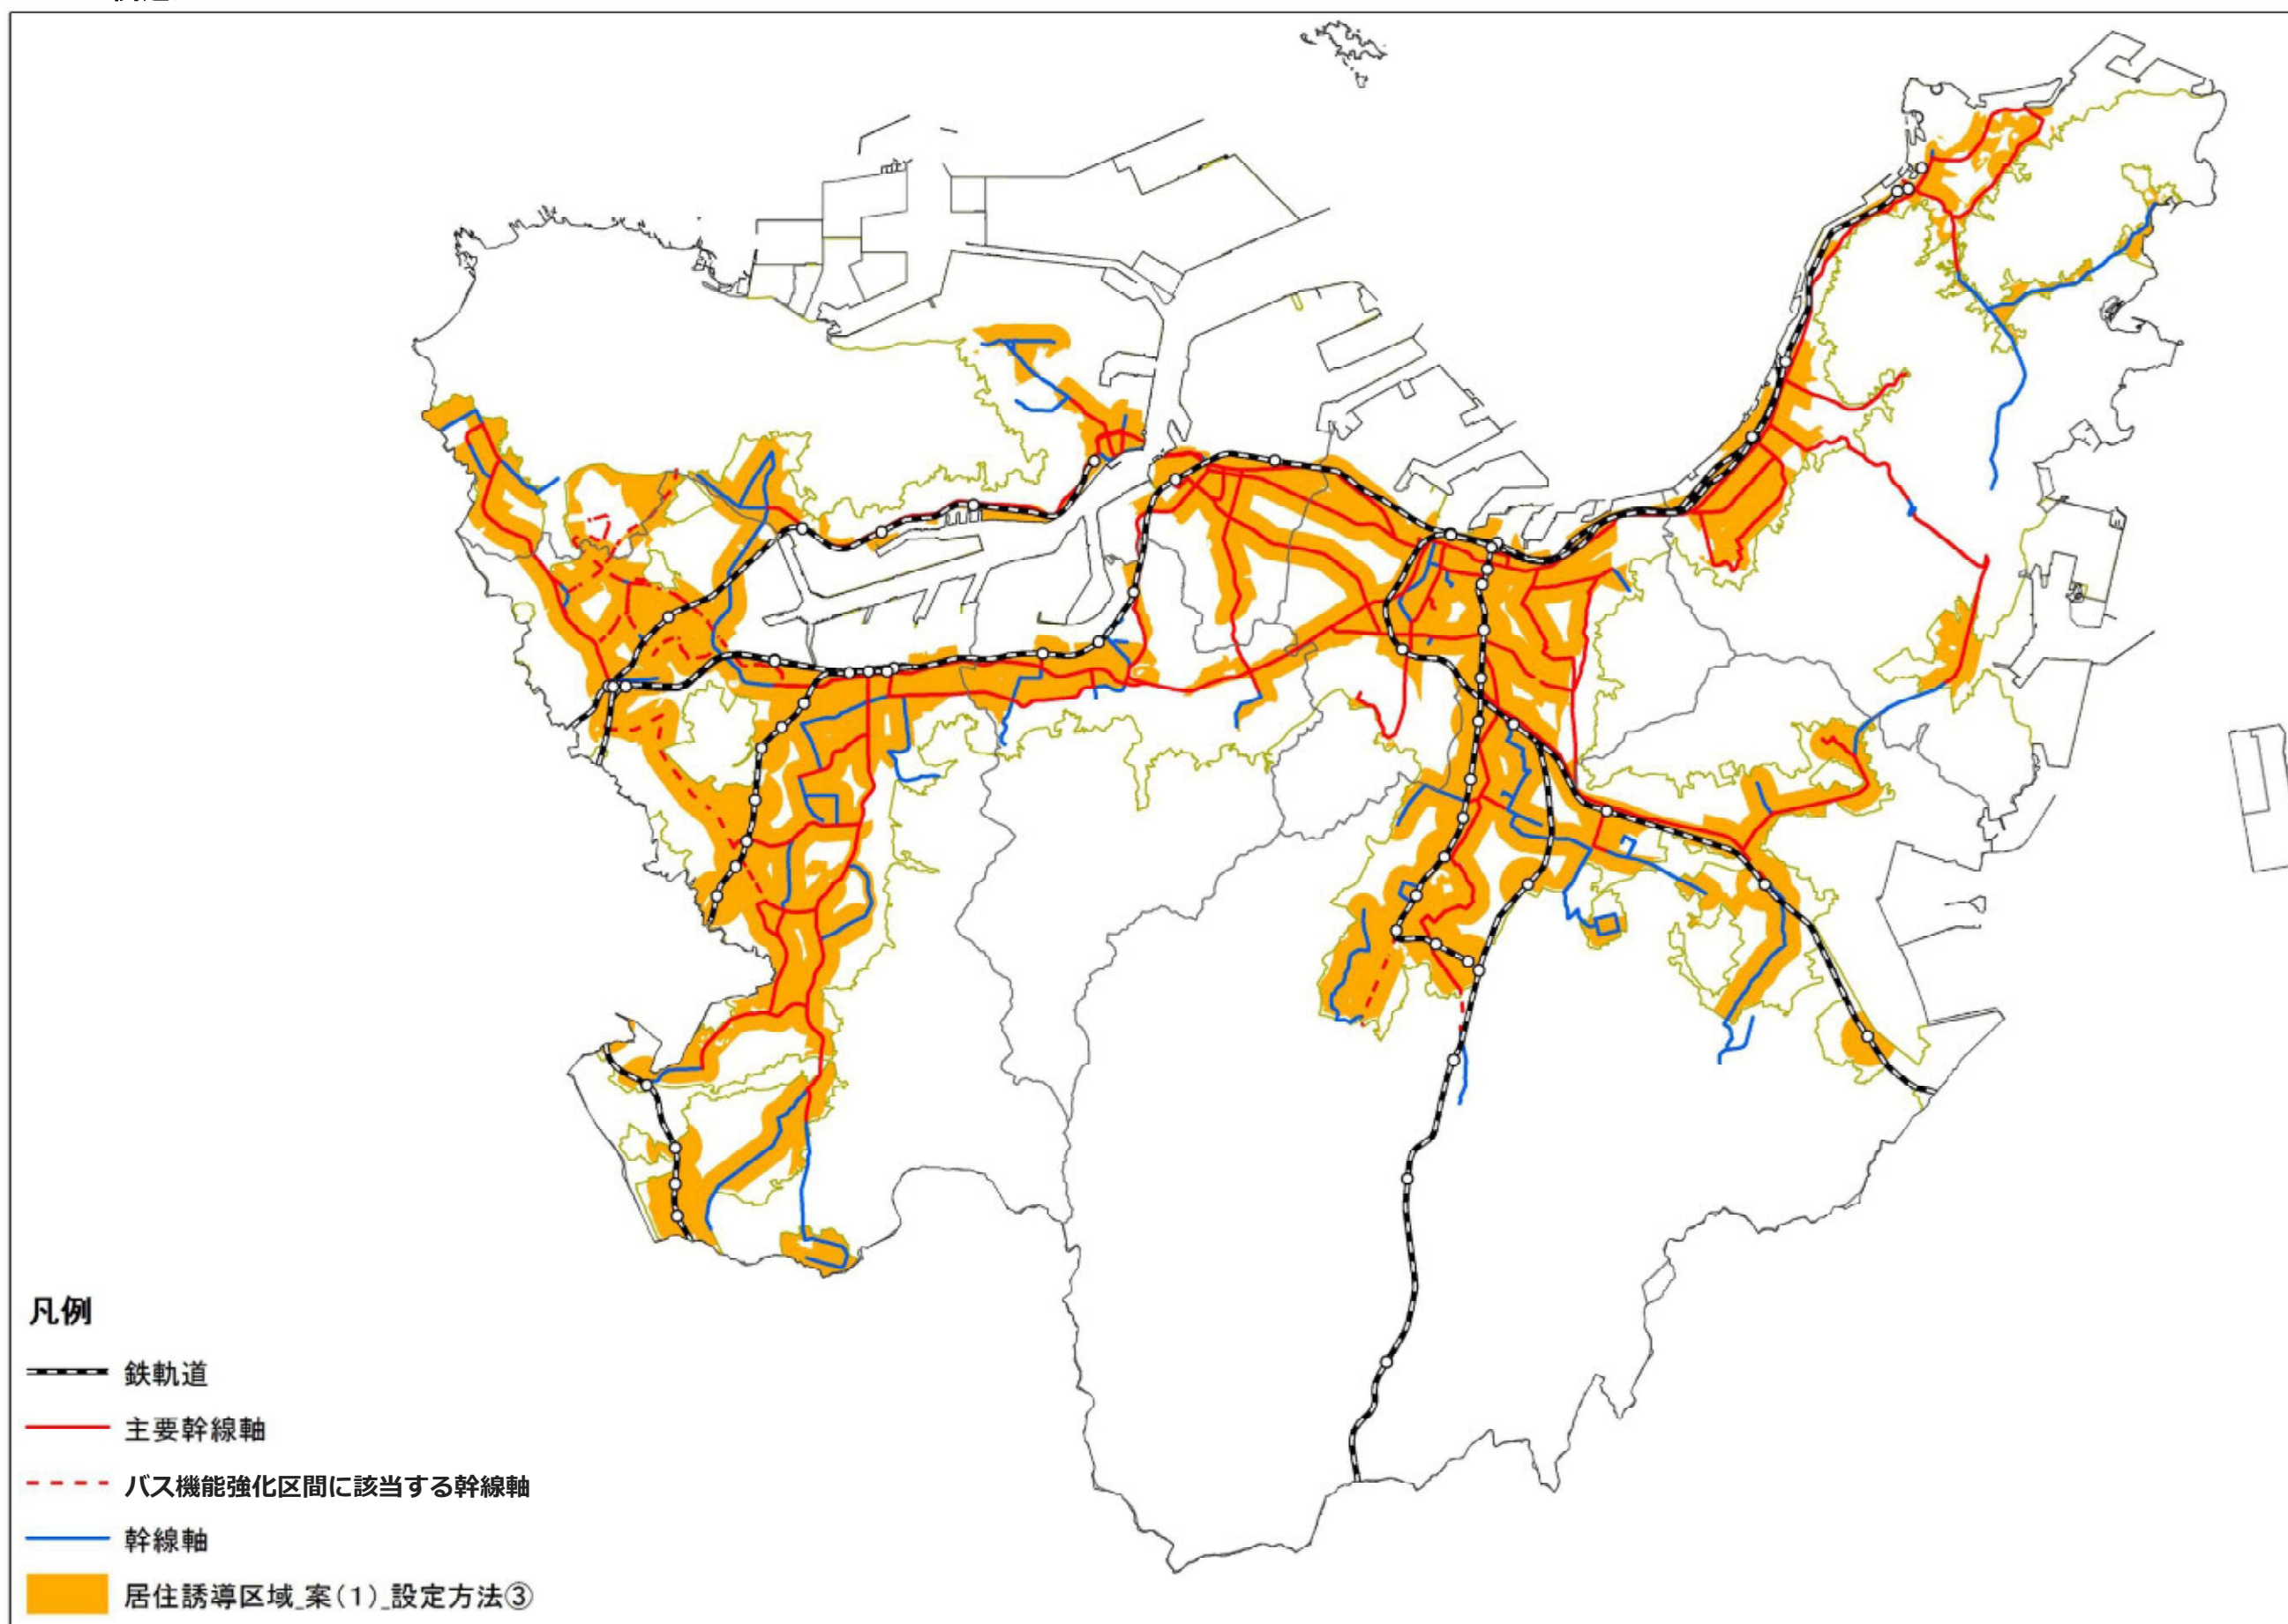 凡例
鉄軌道
主要幹線軸
バス機能強化区間に該当する幹線軸
幹線軸
居住誘導区域_案(1)_設定方法③